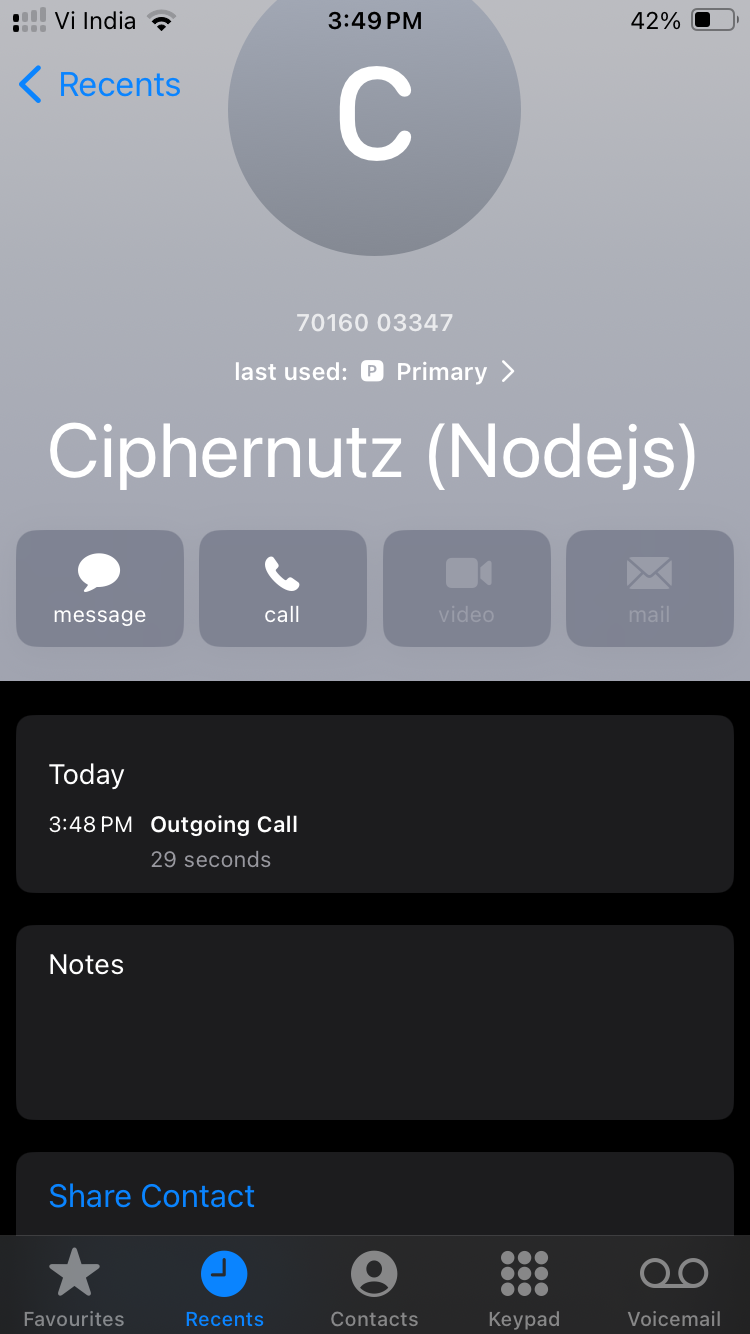 Vi India 3:49 PM 42%
Recents
C
70160 03347
last used: P Primary
Ciphernutz (Nodejs)
message call video mail
Today
3:48 PM Outgoing Call
29 seconds
Notes
Share Contact
Favourites Recents Contacts Keypad Voicemail